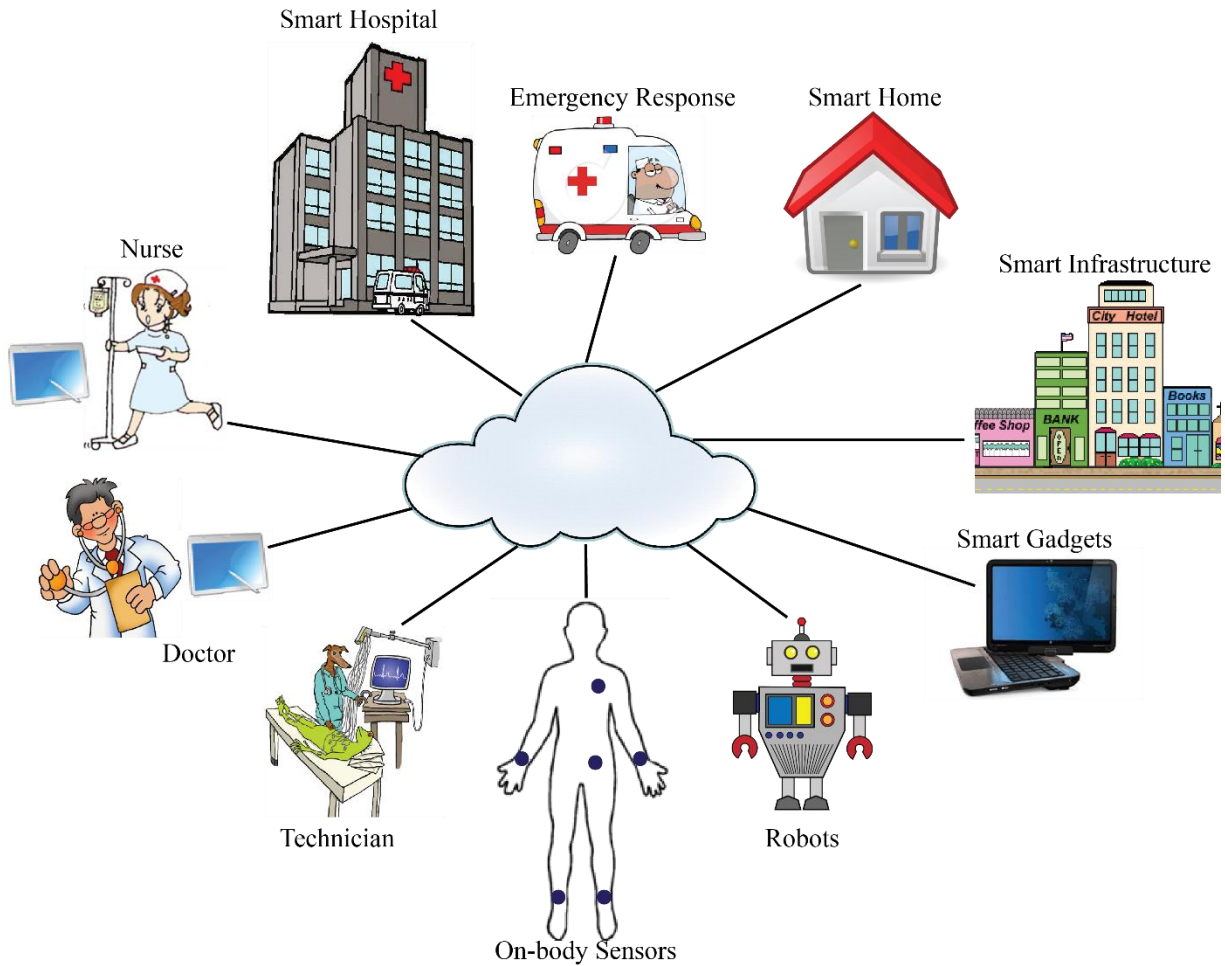 Smart Hospital
Emergency Response
Smart Home
Nurse
Smart Infrastructure
City Hotel
Books
ffee Shop
BANK
OPEN
Smart Gadgets
Doctor
Technician
Robots
On-body Sensors